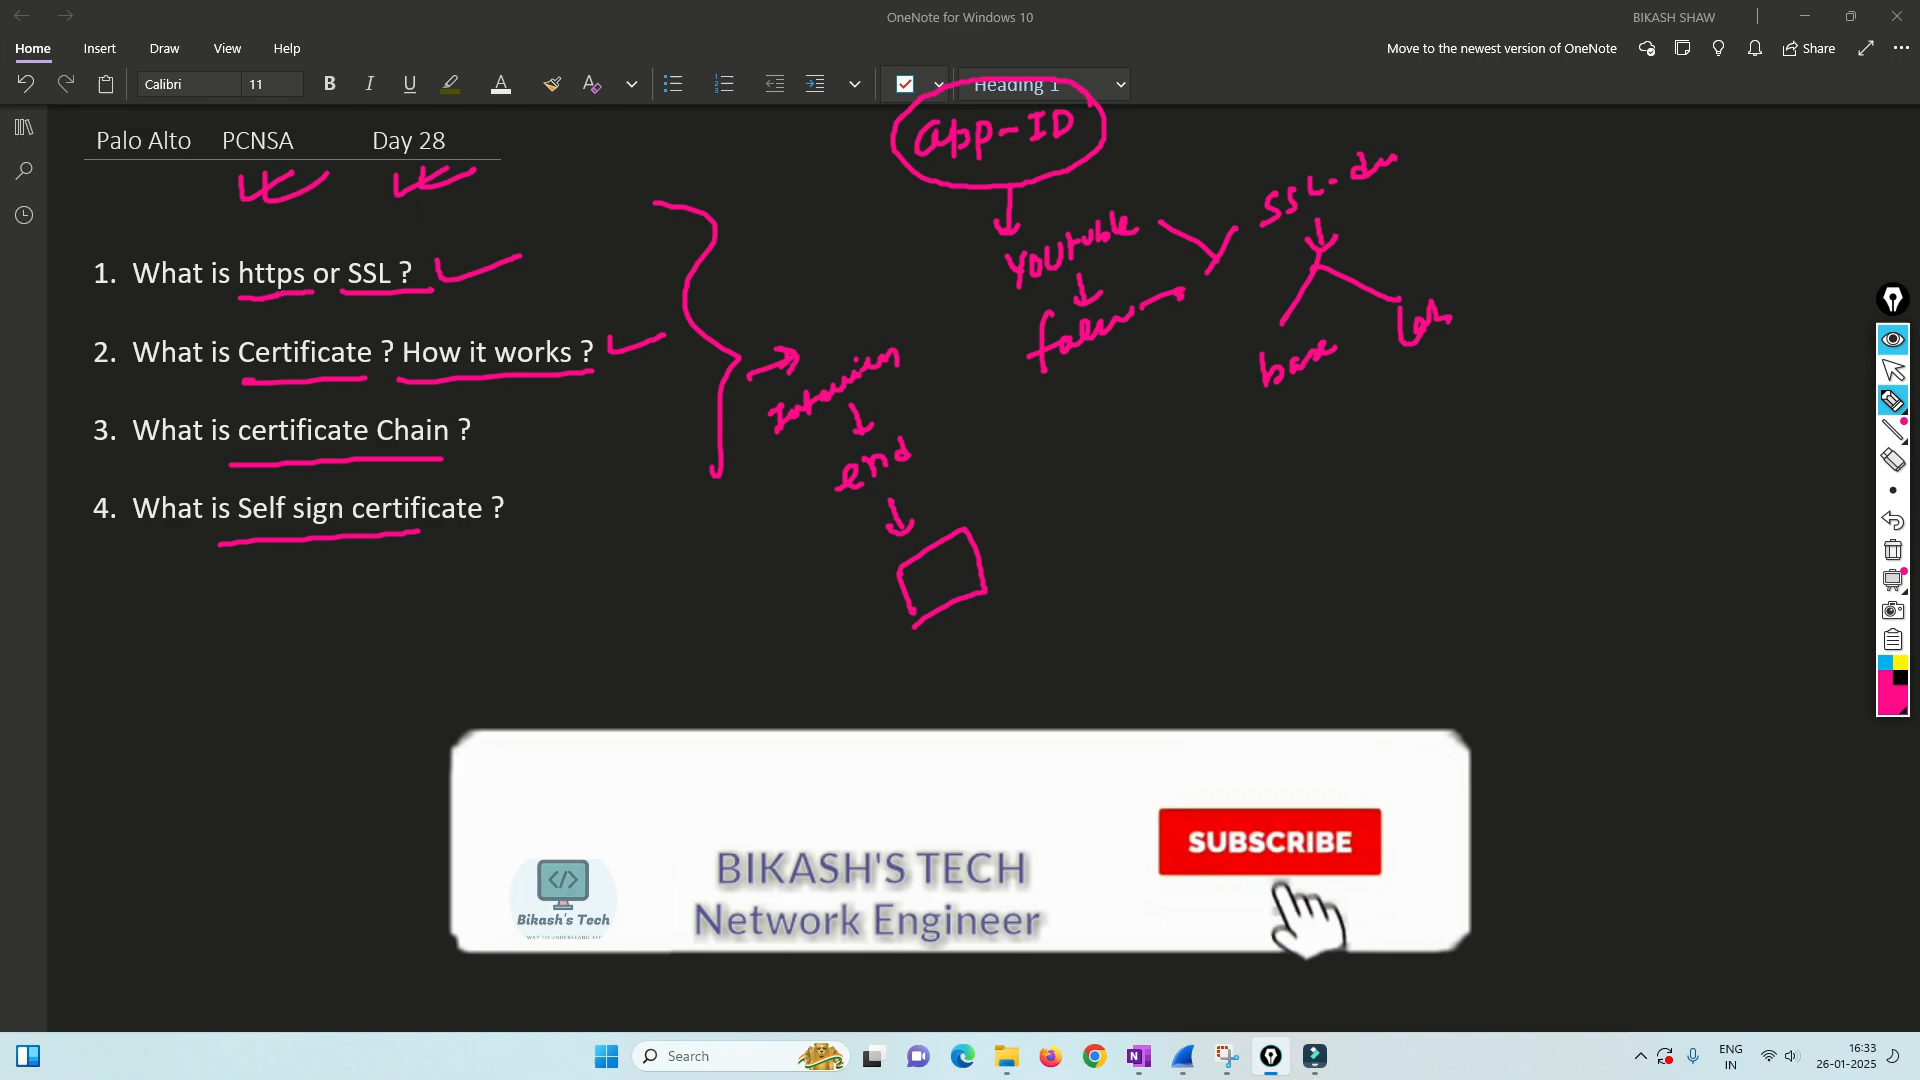 OneNote for Windows 10
BIKASH SHAW
Home Insert Draw View Help
Move to the newest version of OneNote
Share
Calibri 11 B I U A A Heading 1
app-ID
Palo Alto PCNSA Day 28
SSL-
1. What is https or SSL ?
2. What is Certificate ? How it works ?
base
3. What is certificate Chain ?
end
4. What is Self sign certificate ?
SUBSCRIBE
BIKASH'S TECH
Network Engineer
</>
Bikash's Tech
Search
ENG
IN
16:33
26-01-2025